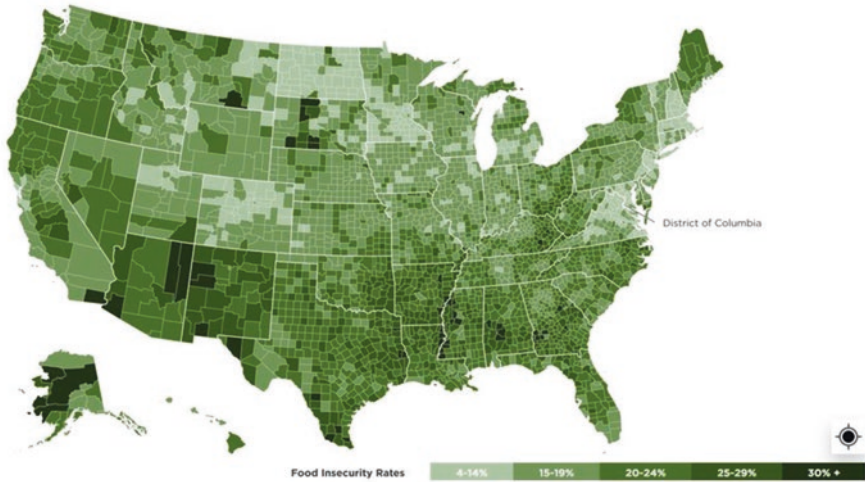 District of Columbia
Food Insecurity Rates 4-14% 15-19% 20-24% 25-29% 30% +